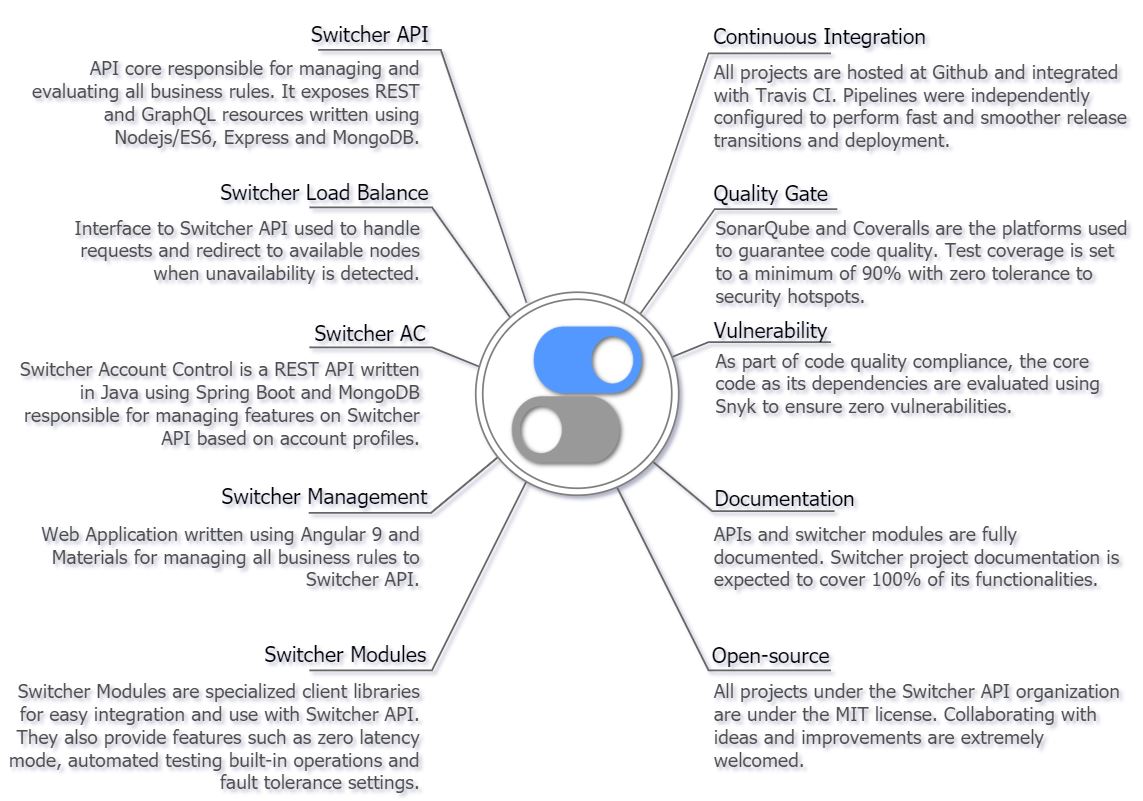 Switcher API
API core responsible for managing and
evaluating all business rules. It exposes REST
and GraphQL resources written using
Nodejs/ES6, Express and MongoDB.
Switcher Load Balance
Interface to Switcher API used to handle
requests and redirect to available nodes
when unavailability is detected.
Switcher AC
Switcher Account Control is a REST API written
in Java using Spring Boot and MongoDB
responsible for managing features on Switcher
API based on account profiles.
Switcher Management
Web Application written using Angular 9 and
Materials for managing all business rules to
Switcher API.
Switcher Modules
Switcher Modules are specialized client libraries
for easy integration and use with Switcher API.
They also provide features such as zero latency
mode, automated testing built-in operations and
fault tolerance settings.
Continuous Integration
All projects are hosted at Github and integrated
with Travis CI. Pipelines were independently
configured to perform fast and smoother release
transitions and deployment.
Quality Gate
SonarQube and Coveralls are the platforms used
to guarantee code quality. Test coverage is set
to a minimum of 90% with zero tolerance to
security hotspots.
Vulnerability
As part of code quality compliance, the core
code as its dependencies are evaluated using
Snyk to ensure zero vulnerabilities.
Documentation
APIs and switcher modules are fully
documented. Switcher project documentation is
expected to cover 100% of its functionalities.
Open-source
All projects under the Switcher API organization
are under the MIT license. Collaborating with
ideas and improvements are extremely
welcomed.